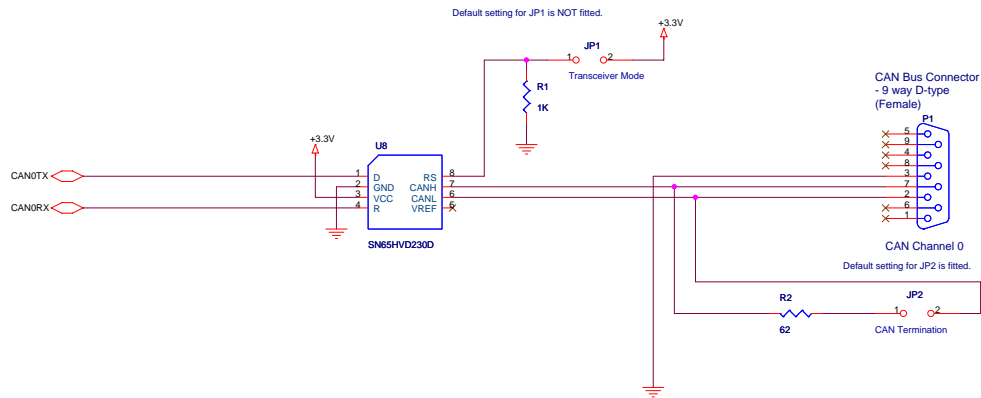 Default setting for JP1 is NOT fitted.
+3.3V
JP1
1
2
Transceiver Mode
R1
1K
CAN Bus Connector
- 9 way D-type
(Female)
P1
5
9
4
8
3
7
2
6
1
+3.3V
U8
CAN0TX
CAN0RX
1
2
3
4
D
GND
VCC
R
RS
CANH
CANL
VREF
8
7
6
5
SN65HVD230D
CAN Channel 0
Default setting for JP2 is fitted.
R2
62
JP2
1
2
CAN Termination